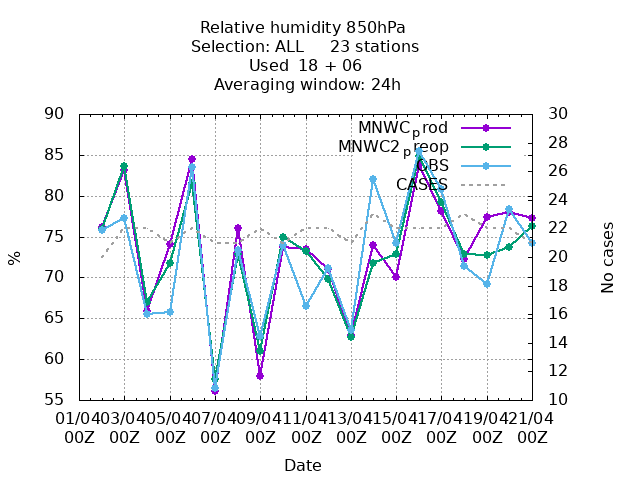 Relative humidity 850hPa
Selection: ALL 23 stations
Used 18 + 06
Averaging window: 24h
90
85
80
75
70
65
60
55
%
30
28
26
24
22
20
18
16
14
12
10
No cases
MNWC_prod
MNWC2_preop
OBS
CASES
01/04 03/04 05/04 07/04 09/04 11/04 13/04 15/04 17/04 19/04 21/04
00Z 00Z 00Z 00Z 00Z 00Z 00Z 00Z 00Z 00Z 00Z
Date